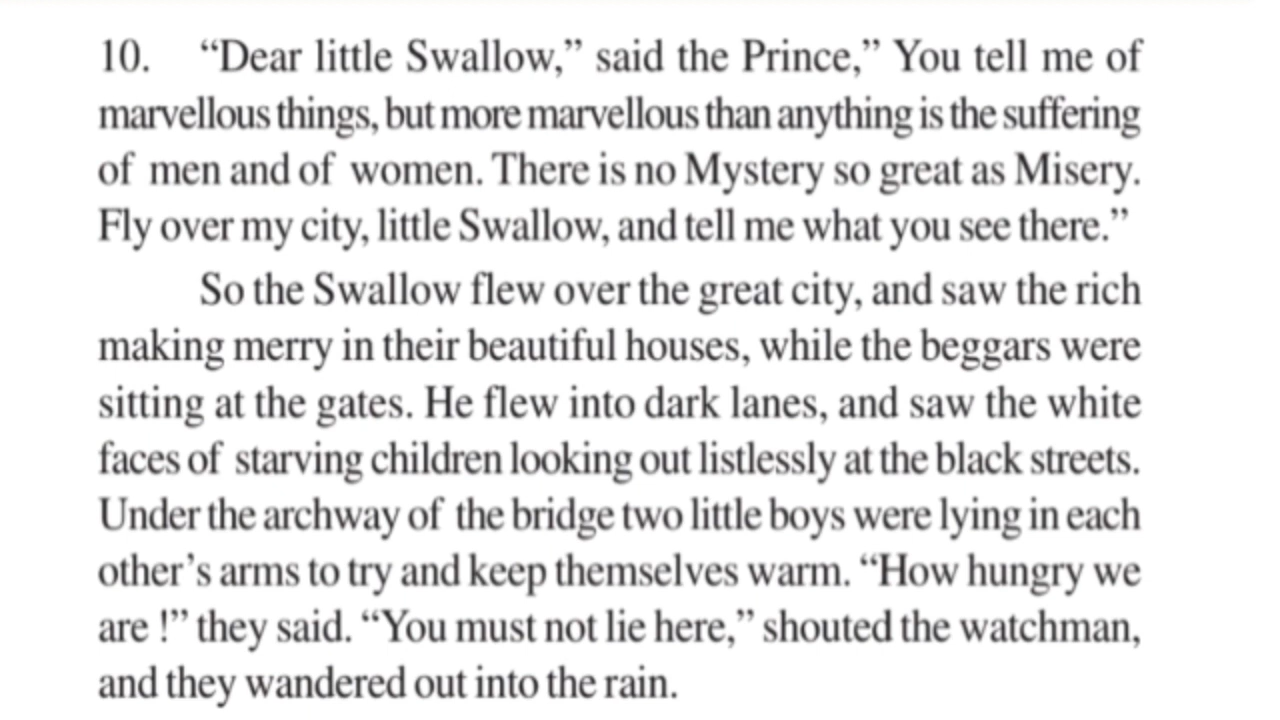 10. “Dear little Swallow,” said the Prince,” You tell me of
marvellous things, but more marvellous than anything is the suffering
of men and of women. There is no Mystery so great as Misery.
Fly over my city, little Swallow, and tell me what you see there.”
So the Swallow flew over the great city, and saw the rich
making merry in their beautiful houses, while the beggars were
sitting at the gates. He flew into dark lanes, and saw the white
faces of starving children looking out listlessly at the black streets.
Under the archway of the bridge two little boys were lying in each
other’s arms to try and keep themselves warm. “How hungry we
are !” they said. “You must not lie here,” shouted the watchman,
and they wandered out into the rain.